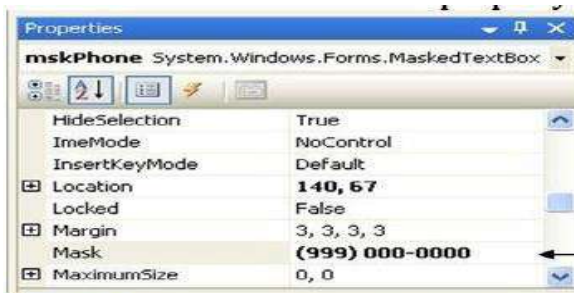 Properties
mskPhone System.Windows.Forms.MaskedTextBox
HideSelection True
ImeMode NoControl
InsertKeyMode Default
Location 140, 67
Locked False
Margin 3, 3, 3, 3
Mask (999) 000-0000
MaximumSize 0, 0